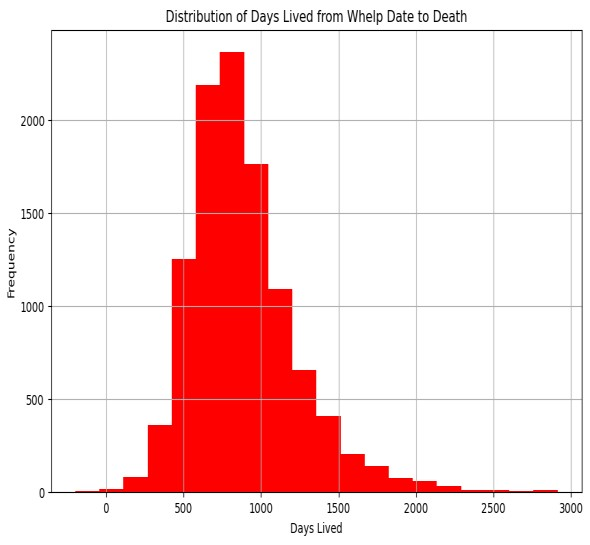 Distribution of Days Lived from Whelp Date to Death
Frequency
2000
1500
1000
500
0
0 500 1000 1500 2000 2500 3000
Days Lived